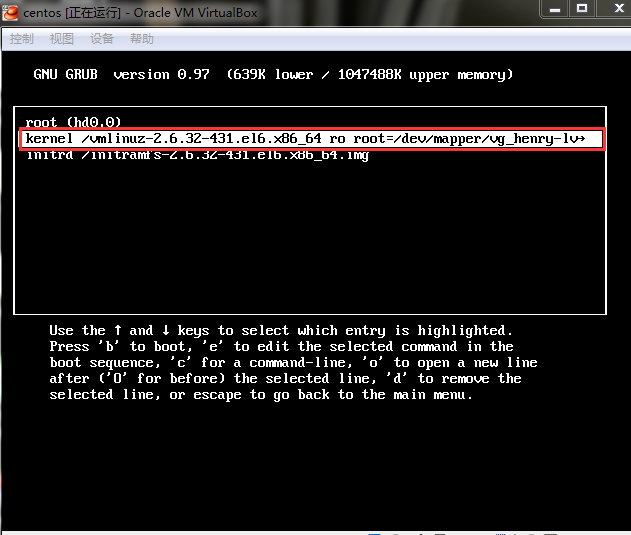 centos [正在运行] - Oracle VM VirtualBox
控制 视图 设备 帮助
GNU GRUB version 0.97 (639K lower / 1047488K upper memory)
root (hd0,0)
kernel /vmlinuz-2.6.32-431.el6.x86_64 ro root=/dev/mapper/vg_henry-lv→
initrd /initramfs-2.6.32-431.el6.x86_64.img
Use the ↑ and ↓ keys to select which entry is highlighted.
Press 'b' to boot, 'e' to edit the selected command in the
boot sequence, 'c' for a command-line, 'o' to open a new line
after ('O' for before) the selected line, 'd' to remove the
selected line, or escape to go back to the main menu.